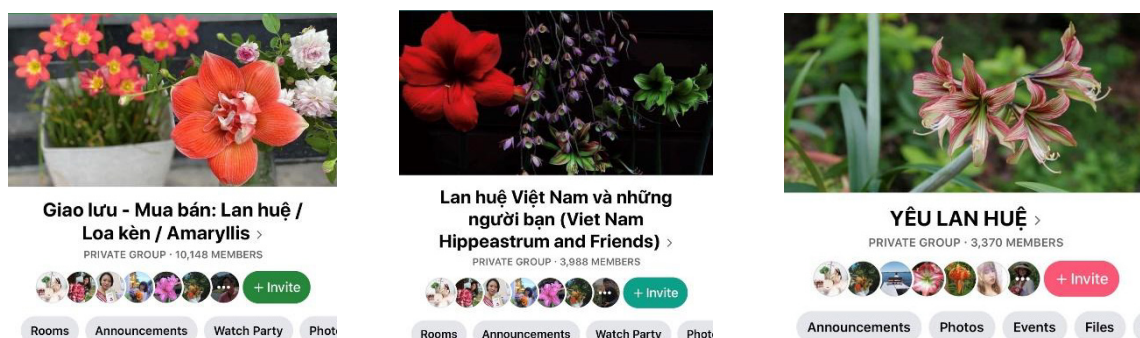 Giao lưu - Mua bán: Lan huệ /
Loa kèn / Amaryllis >
PRIVATE GROUP · 10,148 MEMBERS
+ Invite
Rooms
Announcements
Watch Party
Phot
Lan huệ Việt Nam và những
người bạn (Viet Nam
Hippeastrum and Friends) >
PRIVATE GROUP · 3,988 MEMBERS
+ Invite
Rooms
Announcements
Watch Party
Phot
YÊU LAN HUỆ >
PRIVATE GROUP · 3,370 MEMBERS
+ Invite
Announcements
Photos
Events
Files